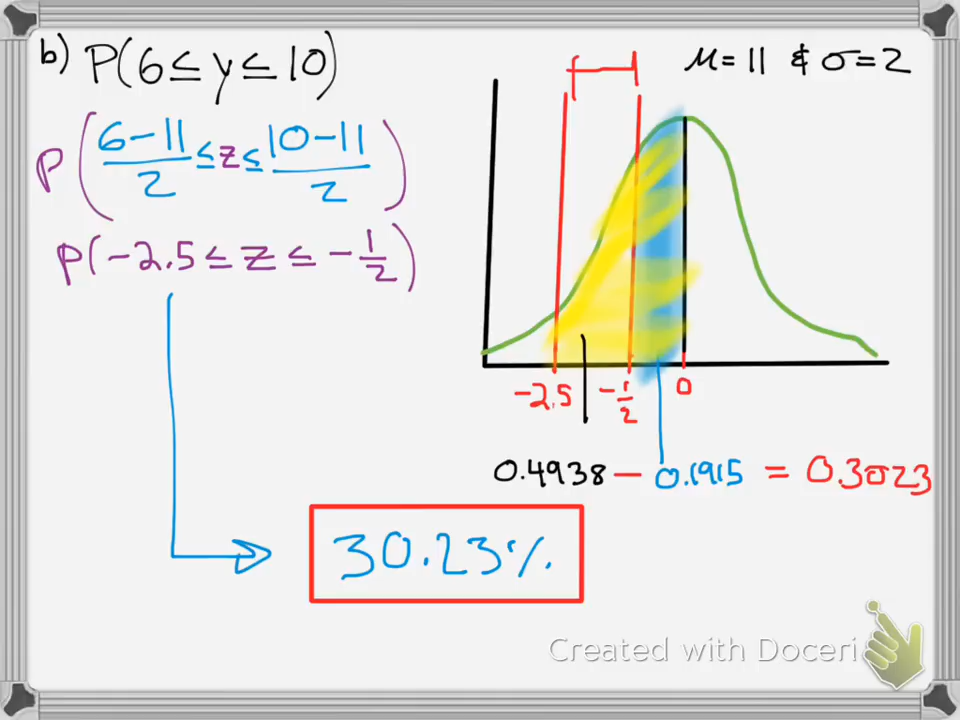 b) P(6 ≤ y ≤ 10)
μ = 11 & σ = 2
P((6-11)/2 ≤ z ≤ (10-11)/2)
P(-2.5 ≤ z ≤ -1/2)
-2.5 -1/2 0
0.4938 - 0.1915 = 0.3023
30.23%
Created with Doceri